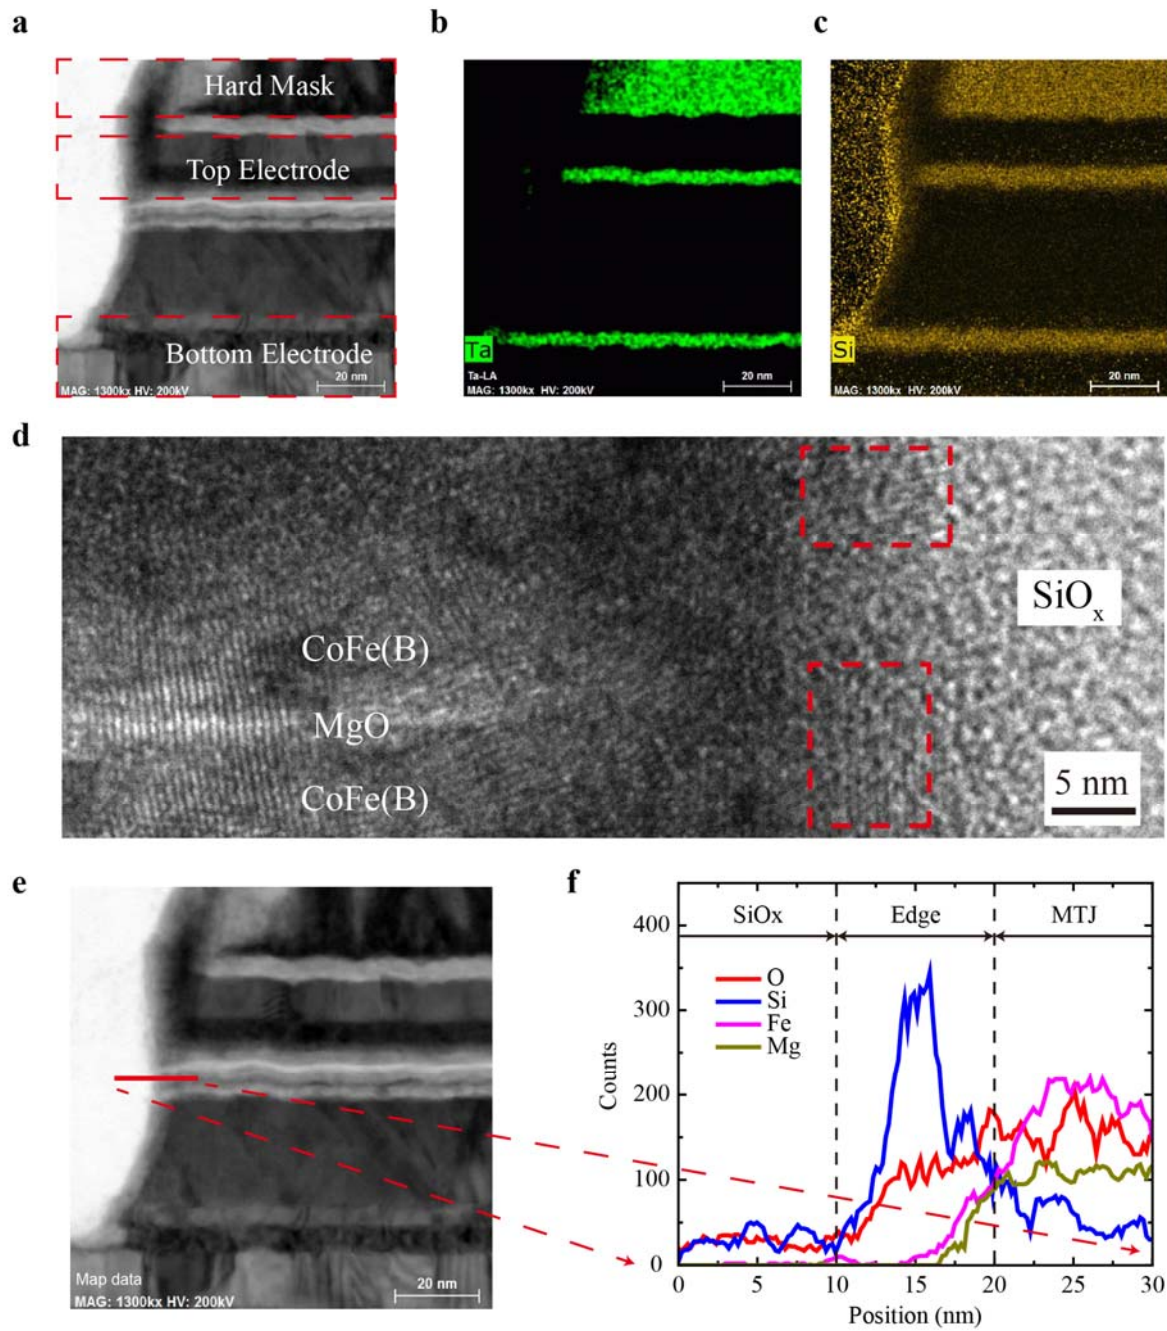 a
Hard Mask
Top Electrode
Bottom Electrode
20 nm
MAG: 1300kx HV: 200kV
b
Ta
Ta-LA
20 nm
MAG: 1300kx HV: 200kV
c
Si
20 nm
MAG: 1300kx HV: 200kV
d
CoFe(B)
MgO
CoFe(B)
SiOx
5 nm
e
Map data
20 nm
MAG: 1300kx HV: 200kV
f
SiOx Edge MTJ
O
Si
Fe
Mg
Counts
400
300
200
100
0
0 5 10 15 20 25 30
Position (nm)